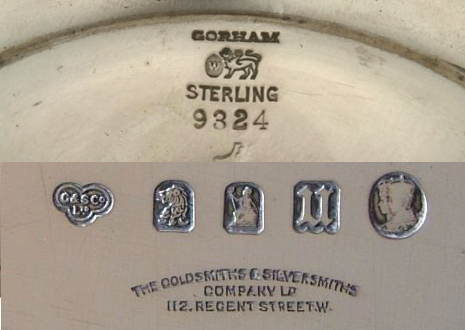 GORHAM
W
STERLING
9324
G&S Co
LD
THE GOLDSMITHS & SILVERSMITHS
COMPANY LD
112. REGENT STREET.W.